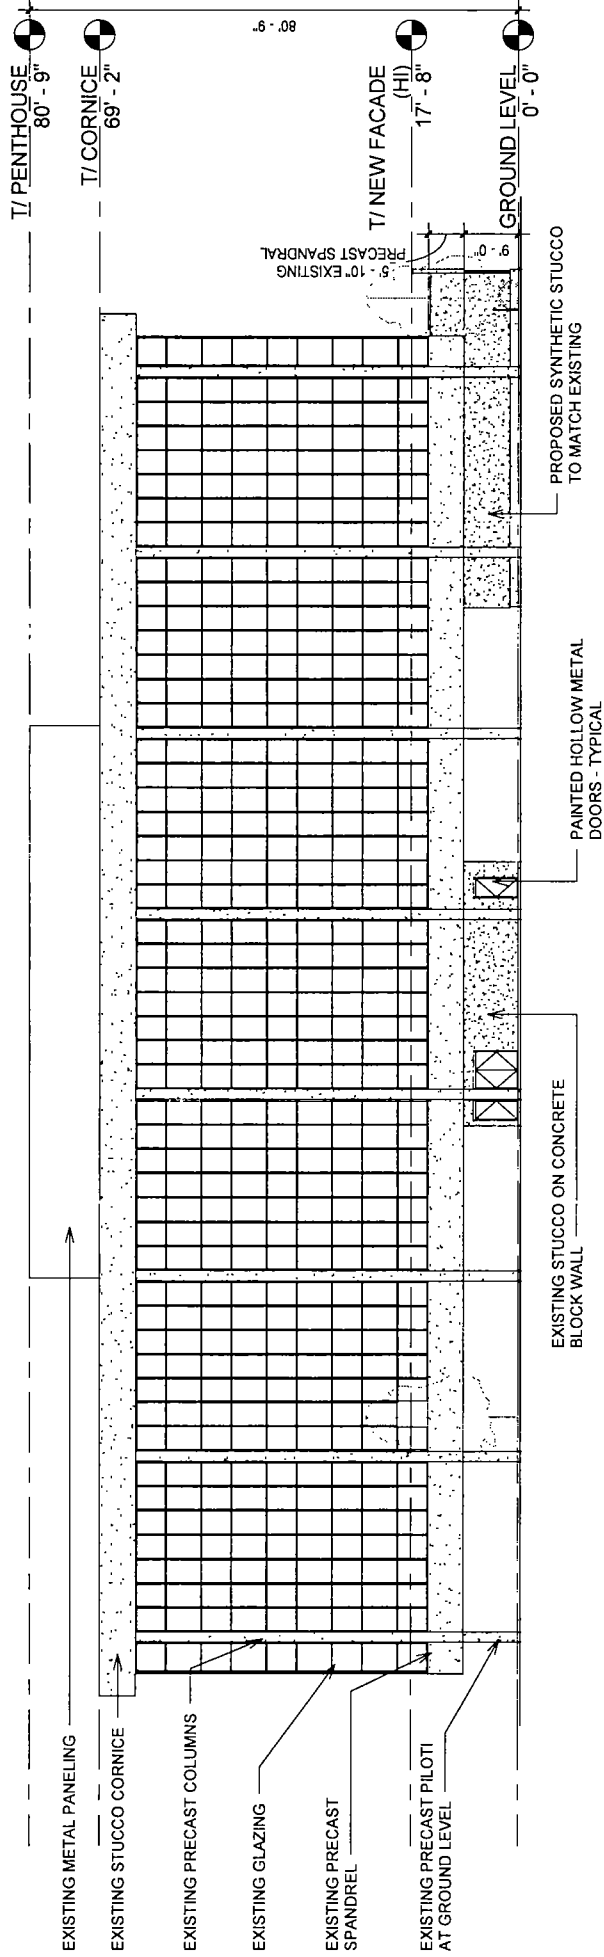 T/ PENTHOUSE
80' - 9"
T/ CORNICE
69' - 2"
T/ NEW FACADE
(HI)
17' - 8"
GROUND LEVEL
0' - 0"
80' - 9"
5' - 10" EXISTING
PRECAST SPANDRAL
9' - 0"
EXISTING METAL PANELING
EXISTING STUCCO CORNICE
EXISTING PRECAST COLUMNS
EXISTING GLAZING
EXISTING PRECAST
SPANDREL
EXISTING PRECAST PILOTI
AT GROUND LEVEL
EXISTING STUCCO ON CONCRETE
BLOCK WALL
PAINTED HOLLOW METAL
DOORS - TYPICAL
PROPOSED SYNTHETIC STUCCO
TO MATCH EXISTING